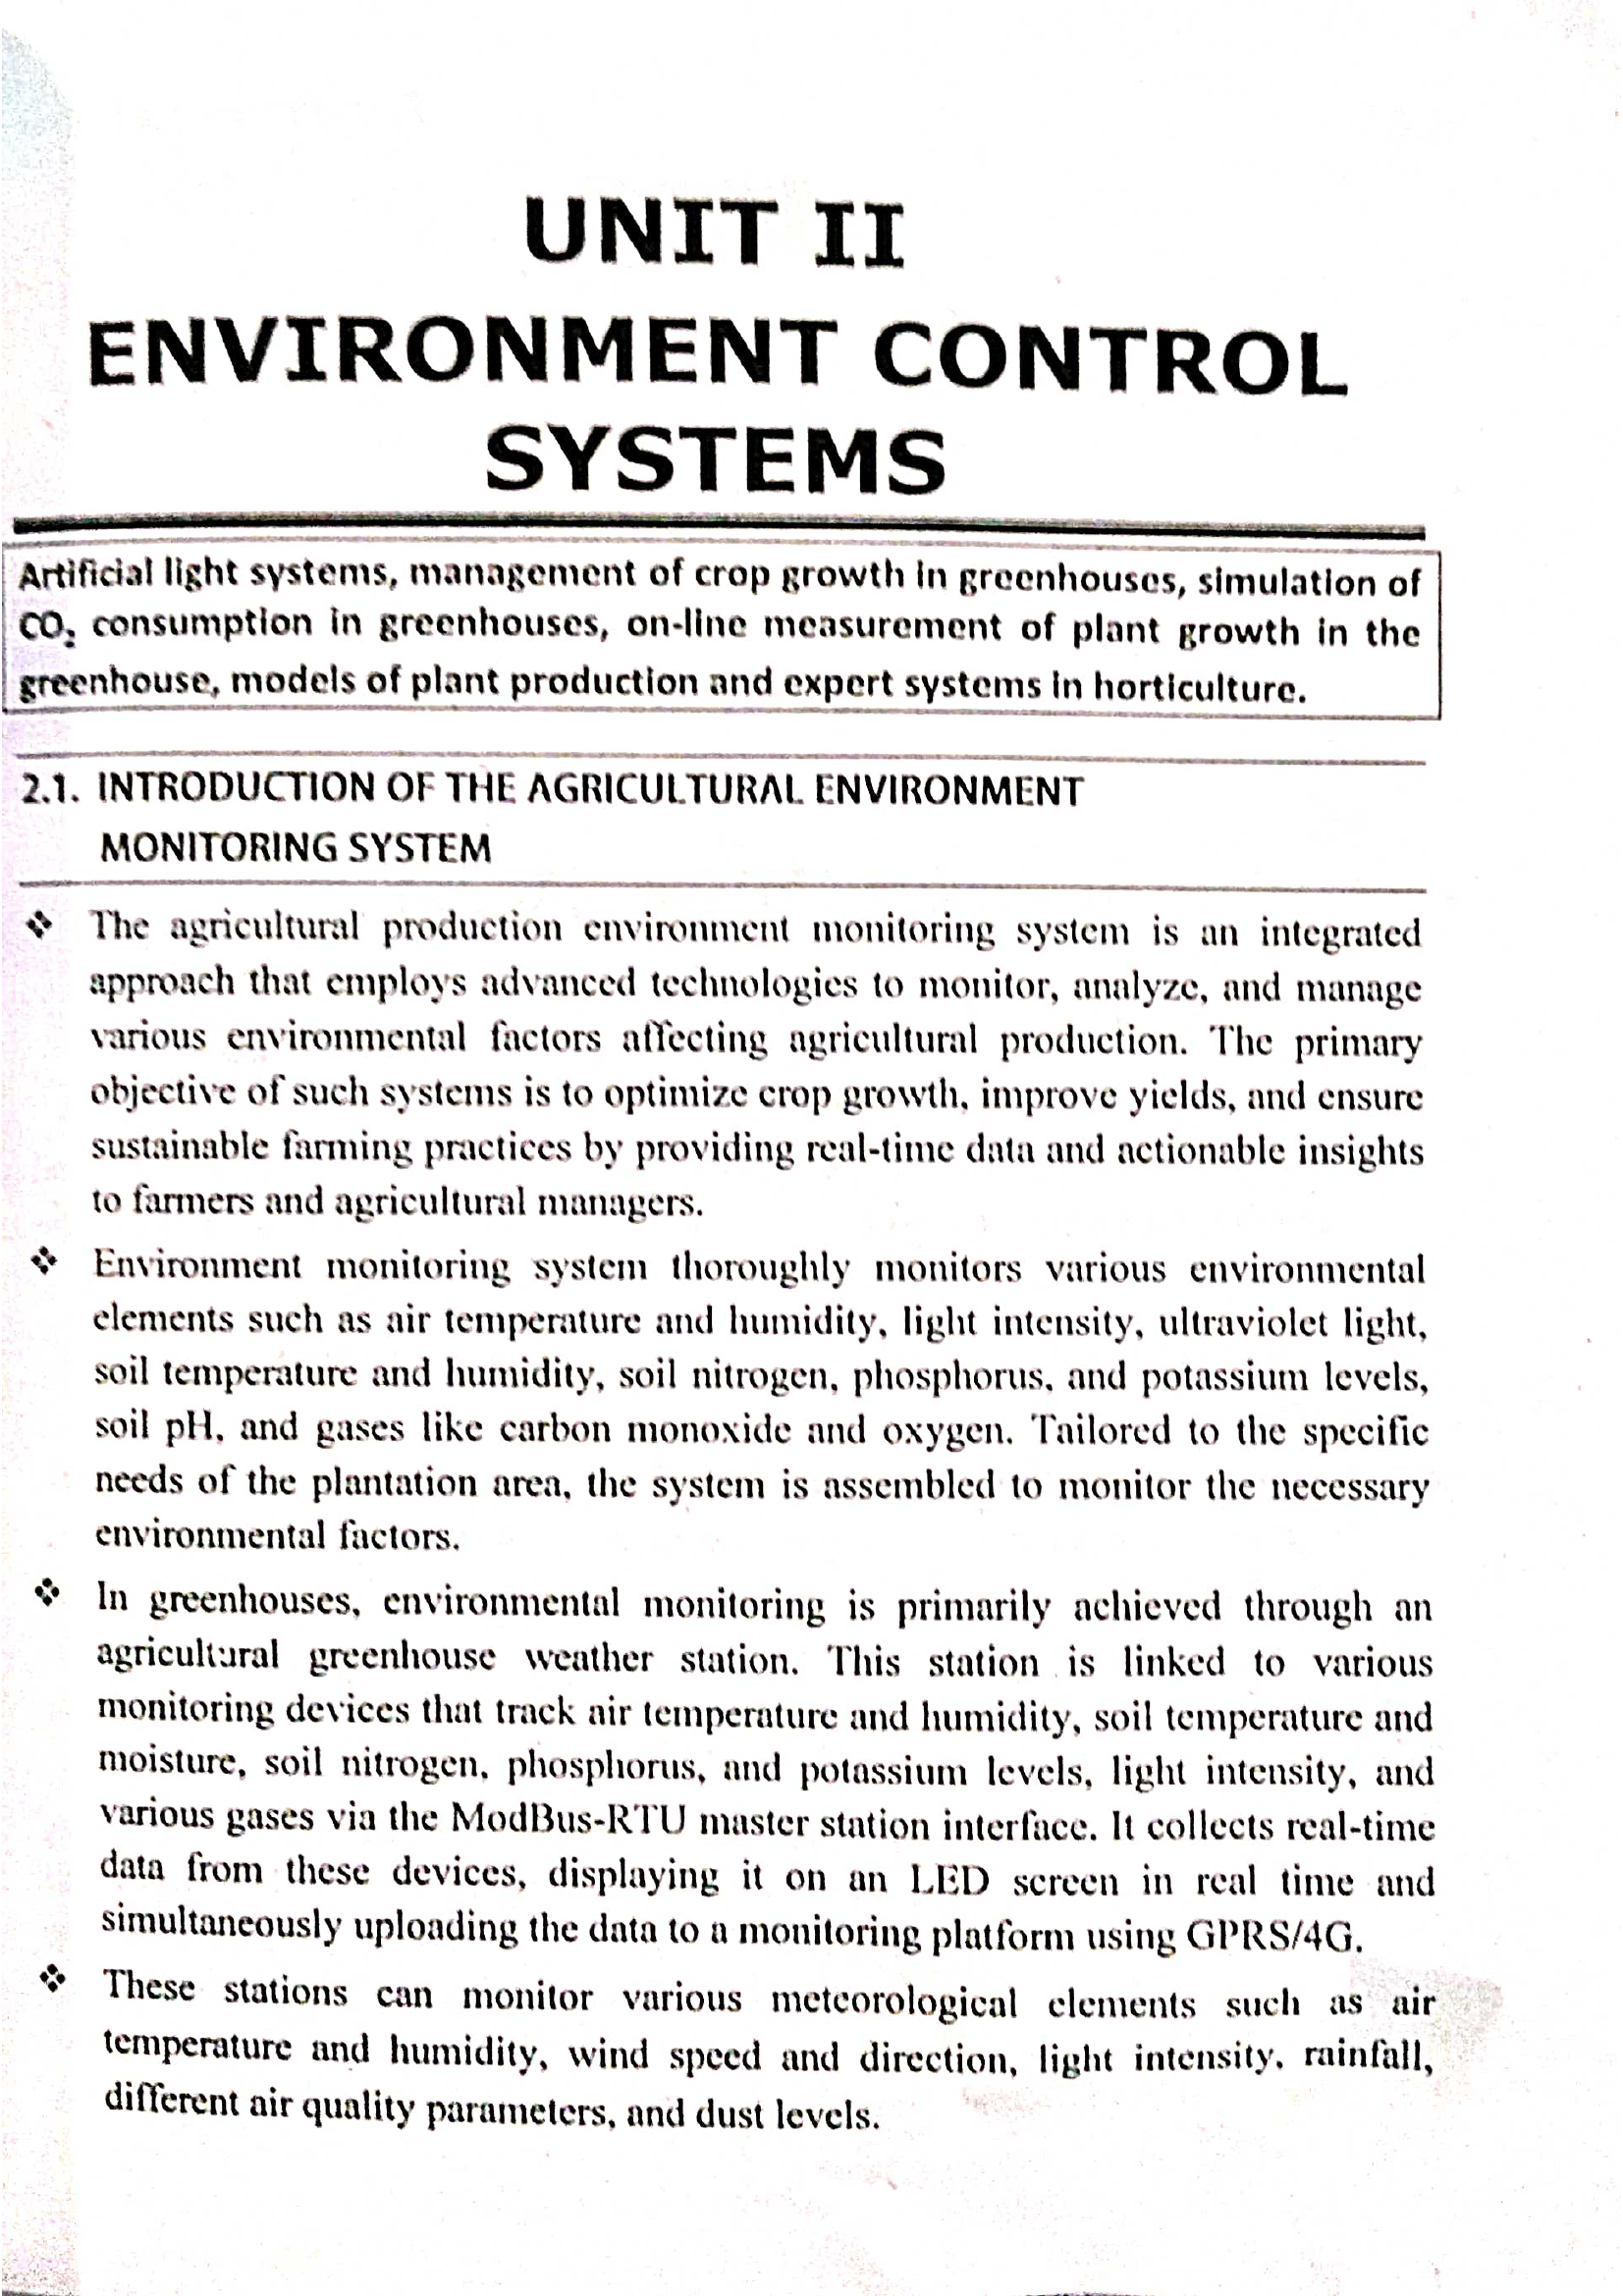 UNIT II
ENVIRONMENT CONTROL
SYSTEMS
Artificial light systems, management of crop growth in greenhouses, simulation of
CO₂ consumption in greenhouses, on-line measurement of plant growth in the
greenhouse, models of plant production and expert systems in horticulture.
2.1. INTRODUCTION OF THE AGRICULTURAL ENVIRONMENT
MONITORING SYSTEM
❖ The agricultural production environment monitoring system is an integrated
approach that employs advanced technologies to monitor, analyze, and manage
various environmental factors affecting agricultural production. The primary
objective of such systems is to optimize crop growth, improve yields, and ensure
sustainable farming practices by providing real-time data and actionable insights
to farmers and agricultural managers.
❖ Environment monitoring system thoroughly monitors various environmental
elements such as air temperature and humidity, light intensity, ultraviolet light,
soil temperature and humidity, soil nitrogen, phosphorus, and potassium levels,
soil pH, and gases like carbon monoxide and oxygen. Tailored to the specific
needs of the plantation area, the system is assembled to monitor the necessary
environmental factors.
❖ In greenhouses, environmental monitoring is primarily achieved through an
agricultural greenhouse weather station. This station is linked to various
monitoring devices that track air temperature and humidity, soil temperature and
moisture, soil nitrogen, phosphorus, and potassium levels, light intensity, and
various gases via the ModBus-RTU master station interface. It collects real-time
data from these devices, displaying it on an LED screen in real time and
simultaneously uploading the data to a monitoring platform using GPRS/4G.
❖ These stations can monitor various meteorological elements such as air
temperature and humidity, wind speed and direction, light intensity, rainfall,
different air quality parameters, and dust levels.